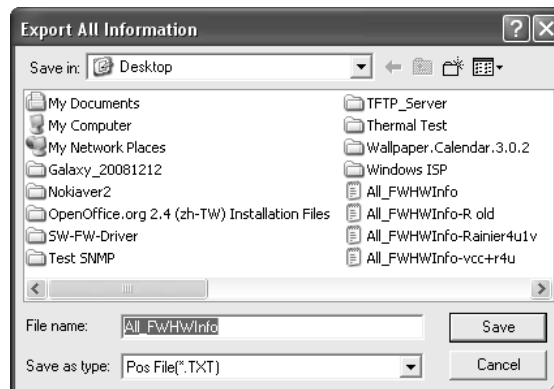 Export All Information
Save in: Desktop
My Documents
My Computer
My Network Places
Galaxy_20081212
Nokiaver2
OpenOffice.org 2.4 (zh-TW) Installation Files
SW-FW-Driver
Test SNMP
TFTP_Server
Thermal Test
Wallpaper.Calendar.3.0.2
Windows ISP
All_FWHWInfo
All_FWHWInfo-R old
All_FWHWInfo-Rainier4u1v
All_FWHWInfo-vcc+r4u
File name: All_FWHWInfo Save
Save as type: Pos File(*.TXT) Cancel